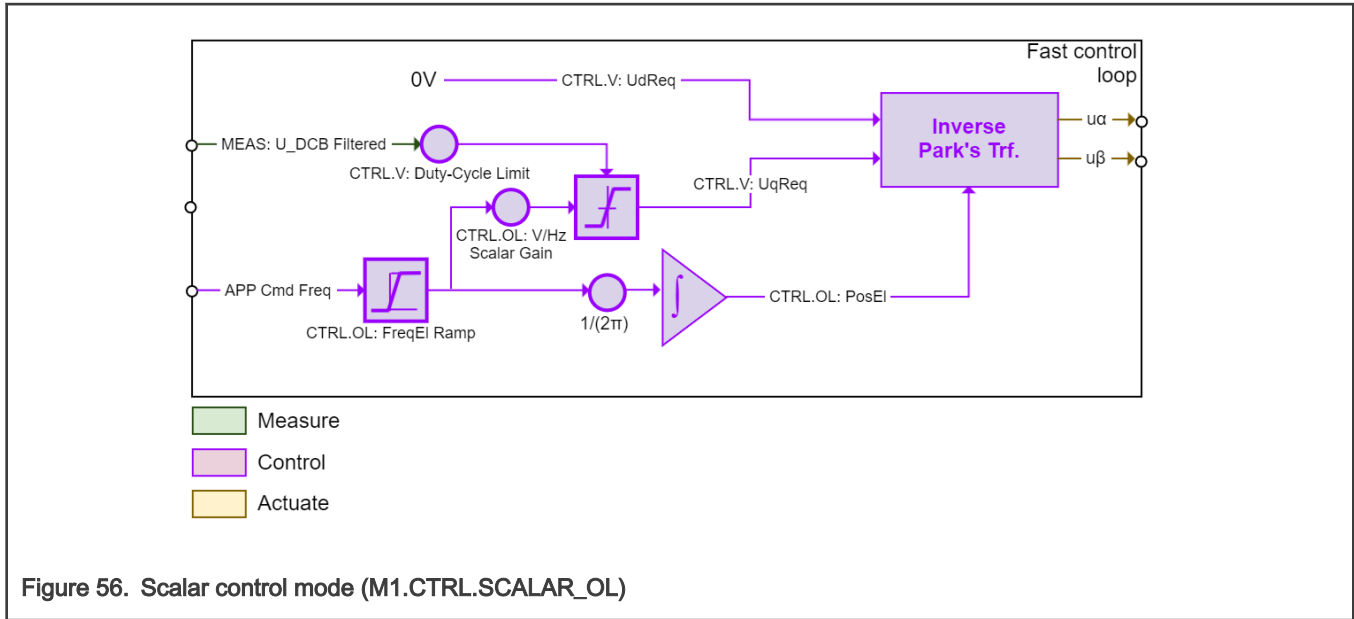 Fast control
loop
0V
CTRL.V: UdReq
Inverse
Park's Trf.
uα
uβ
MEAS: U_DCB Filtered
CTRL.V: Duty-Cycle Limit
CTRL.V: UqReq
CTRL.OL: V/Hz
Scalar Gain
APP Cmd Freq
CTRL.OL: FreqEl Ramp
1/(2π)
∫
CTRL.OL: PosEl
Measure
Control
Actuate
Figure 56. Scalar control mode (M1.CTRL.SCALAR_OL)